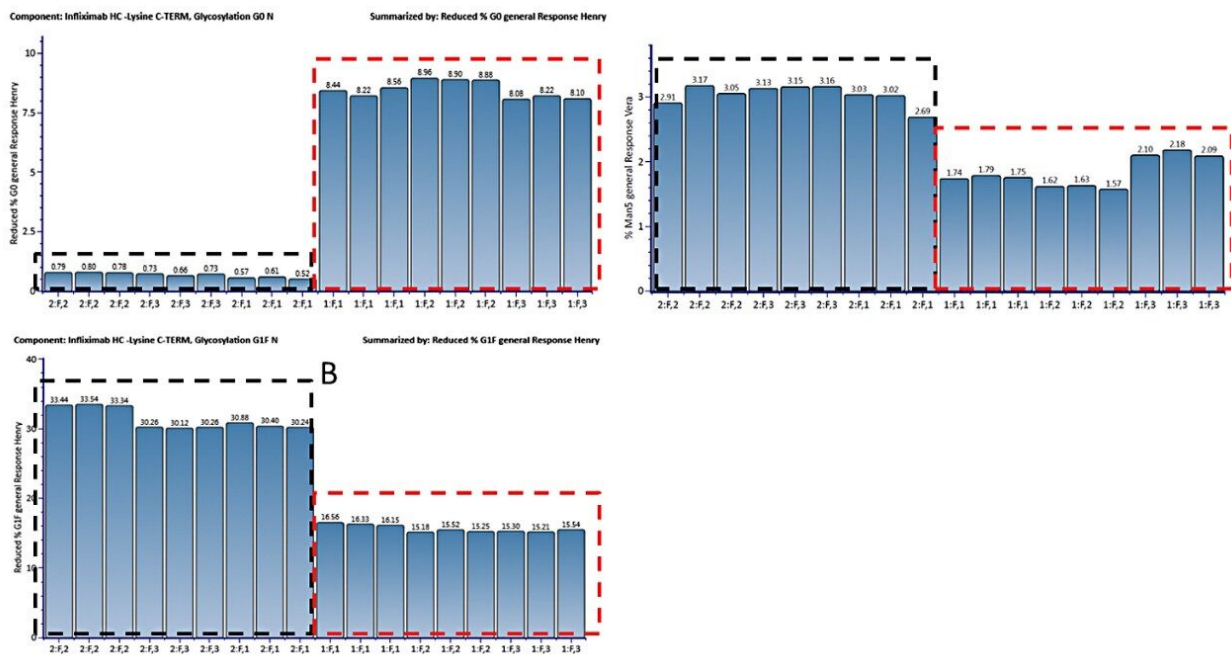 Component: Infliximab HC -Lysine C-TERM, Glycosylation G0 N Summarized by: Reduced % G0 general Response Henry
Reduced % G0 general Response Henry
10
7.5
5
2.5
0
0.79 0.80 0.78 0.73 0.66 0.73 0.57 0.61 0.52 8.44 8.22 8.56 8.96 8.90 8.88 8.08 8.22 8.10
2:F,2 2:F,2 2:F,2 2:F,3 2:F,3 2:F,3 2:F,1 2:F,1 2:F,1 1:F,1 1:F,1 1:F,1 1:F,2 1:F,2 1:F,2 1:F,3 1:F,3 1:F,3
% Man5 general Response Vera
3
2
1
0
2.91 3.17 3.05 3.13 3.15 3.16 3.03 3.02 2.69 1.74 1.79 1.75 1.62 1.63 1.57 2.10 2.18 2.09
2:F,2 2:F,2 2:F,2 2:F,3 2:F,3 2:F,3 2:F,1 2:F,1 2:F,1 1:F,1 1:F,1 1:F,1 1:F,2 1:F,2 1:F,2 1:F,3 1:F,3 1:F,3
Component: Infliximab HC -Lysine C-TERM, Glycosylation G1F N Summarized by: Reduced % G1F general Response Henry
B
Reduced % G1F general Response Henry
40
30
20
10
0
33.44 33.54 33.34 30.26 30.12 30.26 30.88 30.40 30.24 16.56 16.33 16.15 15.18 15.52 15.25 15.30 15.21 15.54
2:F,2 2:F,2 2:F,2 2:F,3 2:F,3 2:F,3 2:F,1 2:F,1 2:F,1 1:F,1 1:F,1 1:F,1 1:F,2 1:F,2 1:F,2 1:F,3 1:F,3 1:F,3